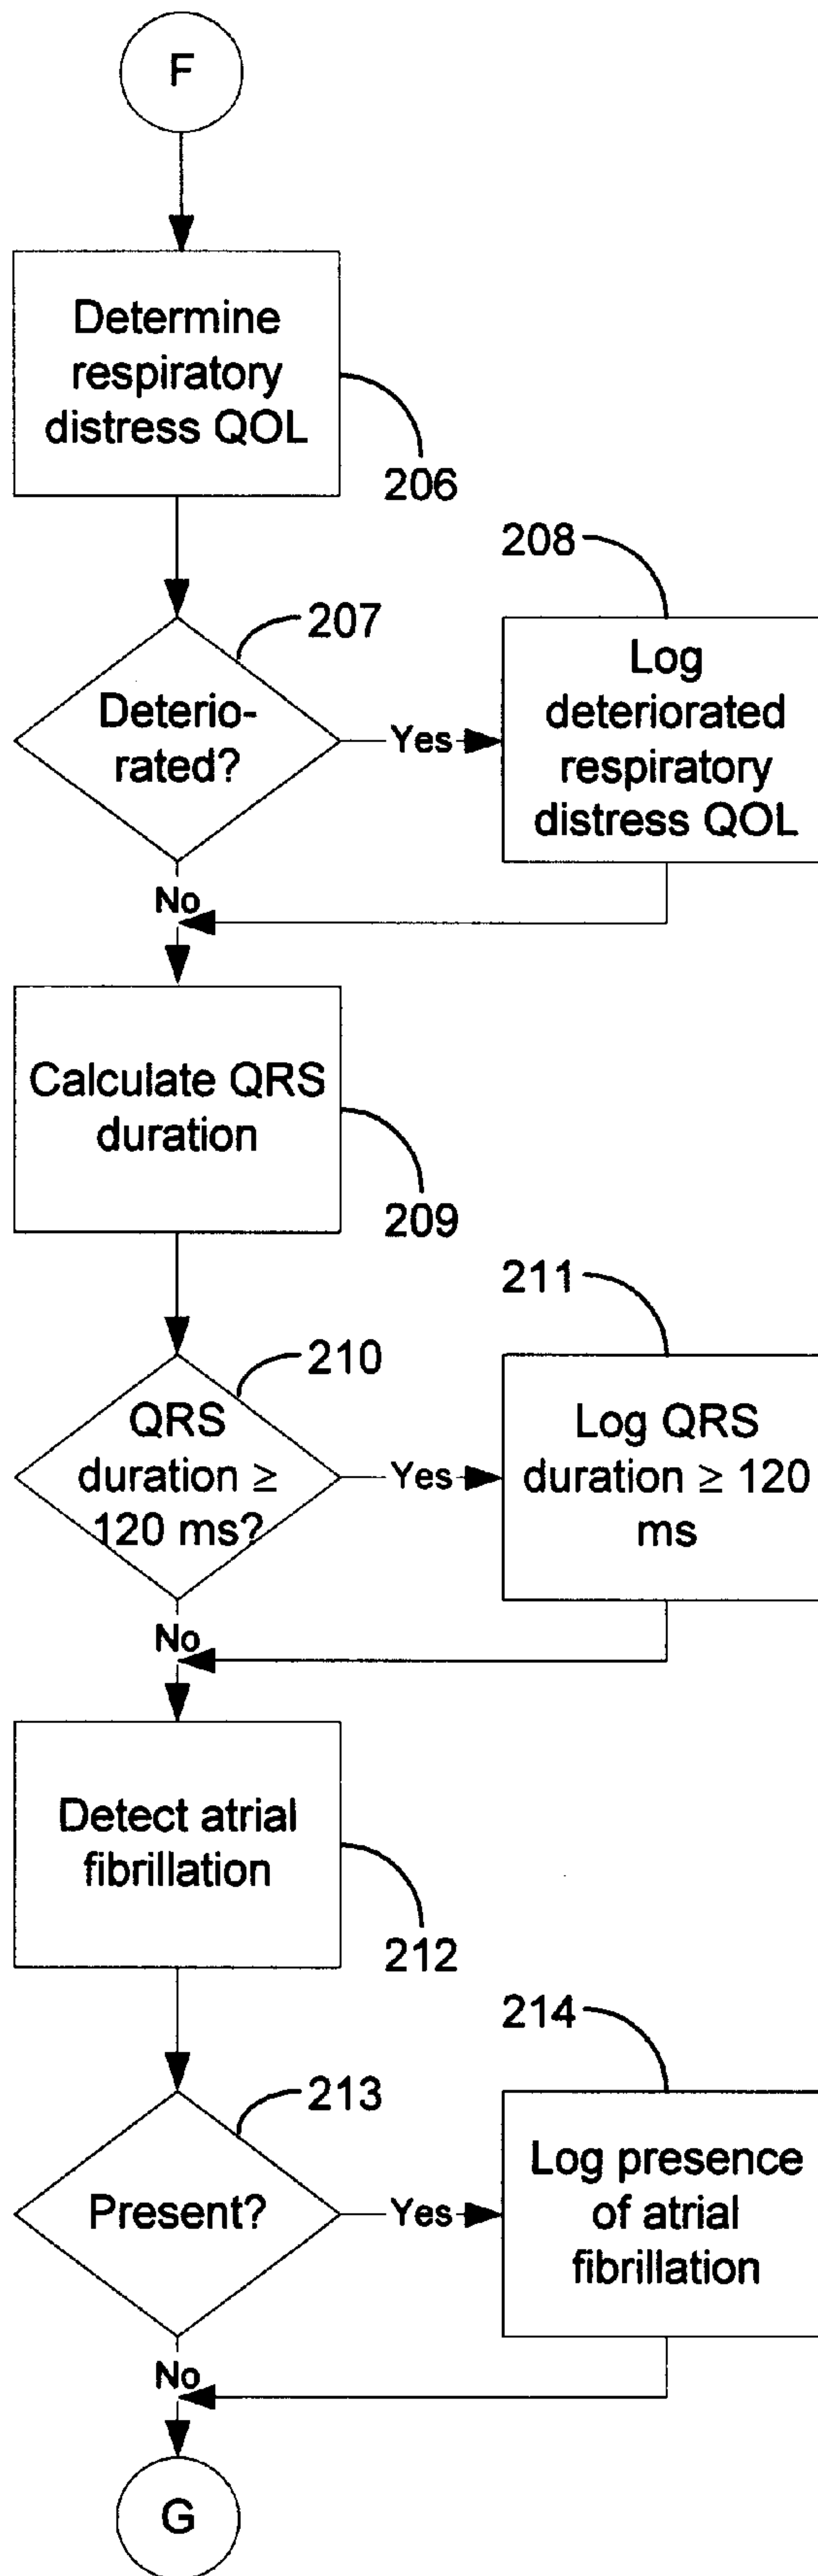 F
Determine
respiratory
distress QOL
206
207
Deterio-
rated?
Yes
208
Log
deteriorated
respiratory
distress QOL
No
Calculate QRS
duration
209
210
QRS
duration ≥
120 ms?
Yes
211
Log QRS
duration ≥ 120
ms
No
Detect atrial
fibrillation
212
213
Present?
Yes
214
Log presence
of atrial
fibrillation
No
G